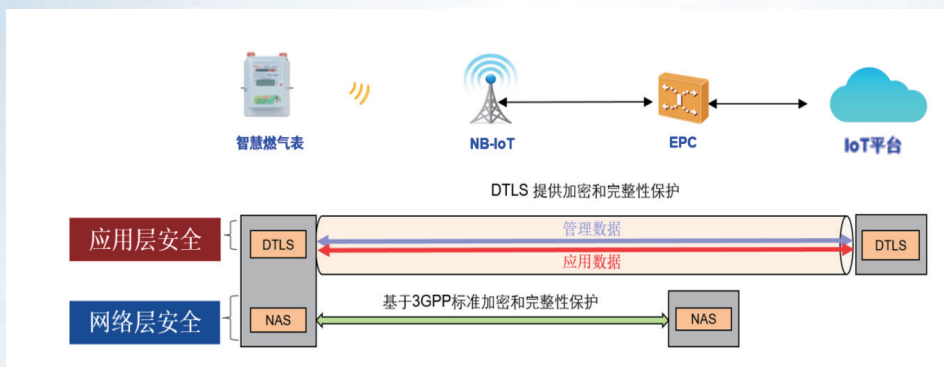 智慧燃气表
NB-IoT
EPC
IoT平台
DTLS 提供加密和完整性保护
应用层安全
DTLS
管理数据
应用数据
DTLS
基于3GPP标准加密和完整性保护
网络层安全
NAS
NAS